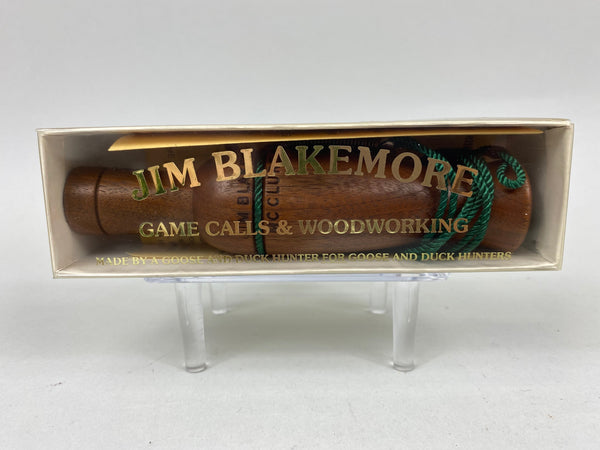 JIM BLAKEMORE
GAME CALLS & WOODWORKING
MADE BY A GOOSE AND DUCK HUNTER FOR GOOSE AND DUCK HUNTERS